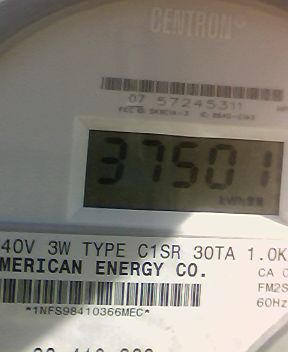 CENTRON®
07 57245311
37501
kWh
40V 3W TYPE C1SR 30TA 1.0K
MERICAN ENERGY CO.
CA 0
FM2S
60Hz
*1NFS98410366MEC*